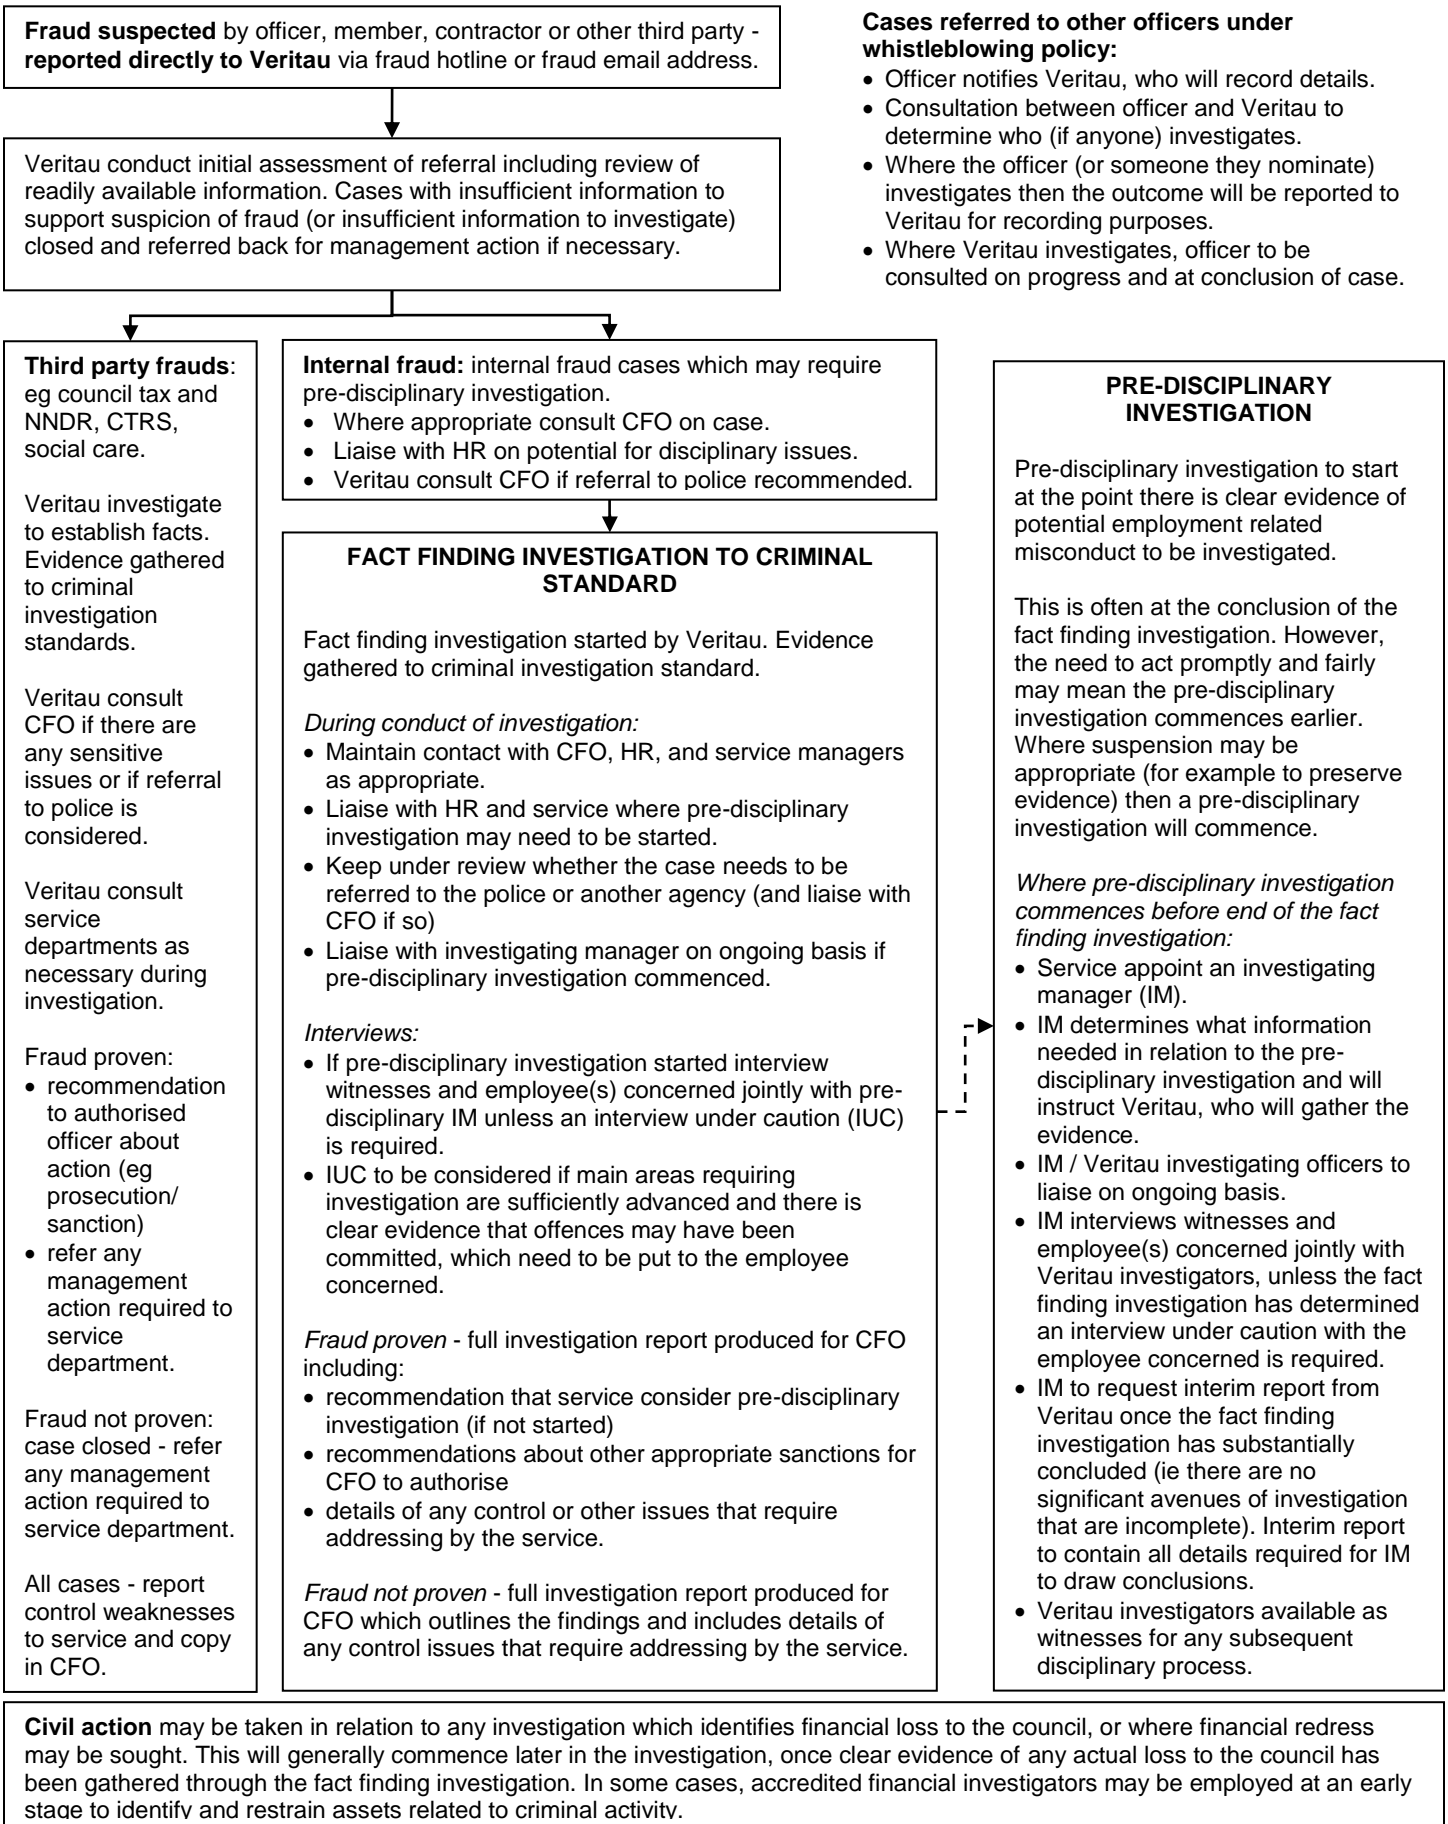 Fraud suspected by officer, member, contractor or other third party -
reported directly to Veritau via fraud hotline or fraud email address.
Cases referred to other officers under
whistleblowing policy:
• Officer notifies Veritau, who will record details.
• Consultation between officer and Veritau to
determine who (if anyone) investigates.
• Where the officer (or someone they nominate)
investigates then the outcome will be reported to
Veritau for recording purposes.
• Where Veritau investigates, officer to be
consulted on progress and at conclusion of case.
Veritau conduct initial assessment of referral including review of
readily available information. Cases with insufficient information to
support suspicion of fraud (or insufficient information to investigate)
closed and referred back for management action if necessary.
Third party frauds:
eg council tax and
NNDR, CTRS,
social care.
Veritau investigate
to establish facts.
Evidence gathered
to criminal
investigation
standards.
Veritau consult
CFO if there are
any sensitive
issues or if referral
to police is
considered.
Veritau consult
service
departments as
necessary during
investigation.
Fraud proven:
• recommendation
to authorised
officer about
action (eg
prosecution/
sanction)
• refer any
management
action required to
service
department.
Fraud not proven:
case closed - refer
any management
action required to
service department.
All cases - report
control weaknesses
to service and copy
in CFO.
Internal fraud: internal fraud cases which may require
pre-disciplinary investigation.
• Where appropriate consult CFO on case.
• Liaise with HR on potential for disciplinary issues.
• Veritau consult CFO if referral to police recommended.
FACT FINDING INVESTIGATION TO CRIMINAL
STANDARD
Fact finding investigation started by Veritau. Evidence
gathered to criminal investigation standard.
During conduct of investigation:
• Maintain contact with CFO, HR, and service managers
as appropriate.
• Liaise with HR and service where pre-disciplinary
investigation may need to be started.
• Keep under review whether the case needs to be
referred to the police or another agency (and liaise with
CFO if so)
• Liaise with investigating manager on ongoing basis if
pre-disciplinary investigation commenced.
Interviews:
• If pre-disciplinary investigation started interview
witnesses and employee(s) concerned jointly with pre-
disciplinary IM unless an interview under caution (IUC)
is required.
• IUC to be considered if main areas requiring
investigation are sufficiently advanced and there is
clear evidence that offences may have been
committed, which need to be put to the employee
concerned.
Fraud proven - full investigation report produced for CFO
including:
• recommendation that service consider pre-disciplinary
investigation (if not started)
• recommendations about other appropriate sanctions for
CFO to authorise
• details of any control or other issues that require
addressing by the service.
Fraud not proven - full investigation report produced for
CFO which outlines the findings and includes details of
any control issues that require addressing by the service.
PRE-DISCIPLINARY
INVESTIGATION
Pre-disciplinary investigation to start
at the point there is clear evidence of
potential employment related
misconduct to be investigated.
This is often at the conclusion of the
fact finding investigation. However,
the need to act promptly and fairly
may mean the pre-disciplinary
investigation commences earlier.
Where suspension may be
appropriate (for example to preserve
evidence) then a pre-disciplinary
investigation will commence.
Where pre-disciplinary investigation
commences before end of the fact
finding investigation:
• Service appoint an investigating
manager (IM).
• IM determines what information
needed in relation to the pre-
disciplinary investigation and will
instruct Veritau, who will gather the
evidence.
• IM / Veritau investigating officers to
liaise on ongoing basis.
• IM interviews witnesses and
employee(s) concerned jointly with
Veritau investigators, unless the fact
finding investigation has determined
an interview under caution with the
employee concerned is required.
• IM to request interim report from
Veritau once the fact finding
investigation has substantially
concluded (ie there are no
significant avenues of investigation
that are incomplete). Interim report
to contain all details required for IM
to draw conclusions.
• Veritau investigators available as
witnesses for any subsequent
disciplinary process.
Civil action may be taken in relation to any investigation which identifies financial loss to the council, or where financial redress
may be sought. This will generally commence later in the investigation, once clear evidence of any actual loss to the council has
been gathered through the fact finding investigation. In some cases, accredited financial investigators may be employed at an early
stage to identify and restrain assets related to criminal activity.